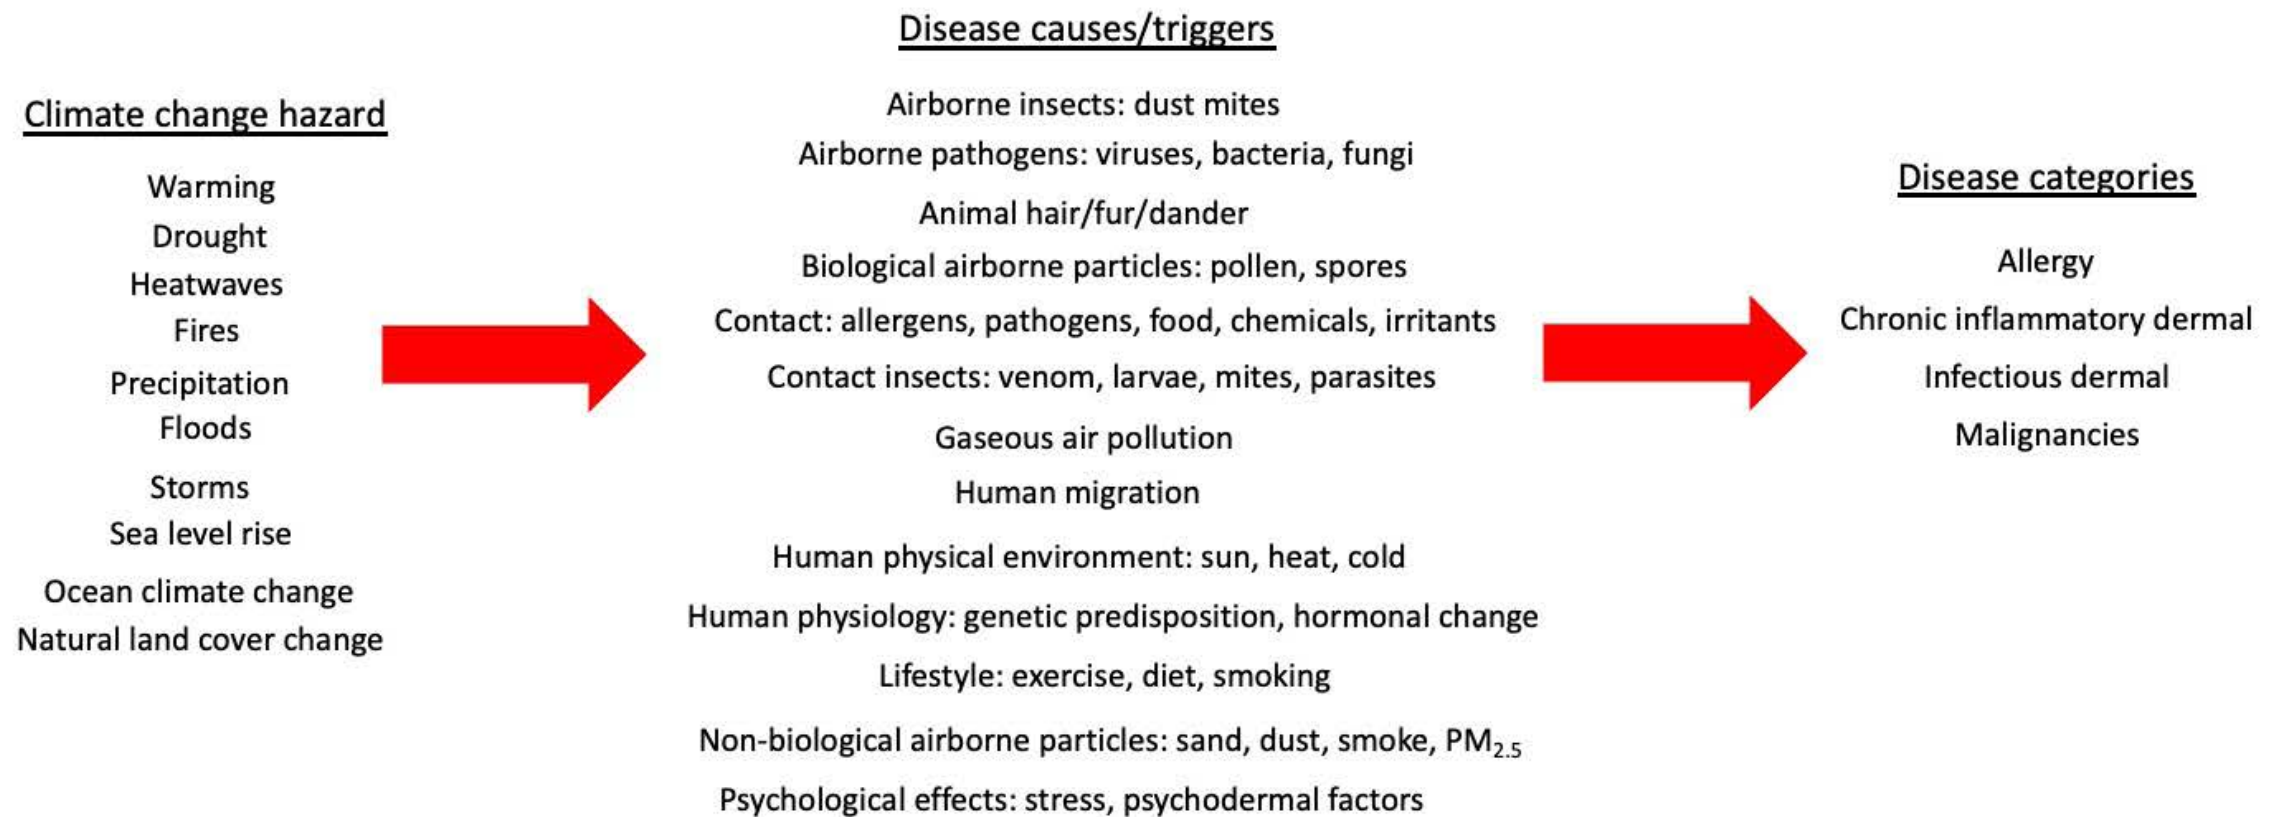 Climate change hazard
Warming
Drought
Heatwaves
Fires
Precipitation
Floods
Storms
Sea level rise
Ocean climate change
Natural land cover change
Disease causes/triggers
Airborne insects: dust mites
Airborne pathogens: viruses, bacteria, fungi
Animal hair/fur/dander
Biological airborne particles: pollen, spores
Contact: allergens, pathogens, food, chemicals, irritants
Contact insects: venom, larvae, mites, parasites
Gaseous air pollution
Human migration
Human physical environment: sun, heat, cold
Human physiology: genetic predisposition, hormonal change
Lifestyle: exercise, diet, smoking
Non-biological airborne particles: sand, dust, smoke, PM₂.₅
Psychological effects: stress, psychodermal factors
Disease categories
Allergy
Chronic inflammatory dermal
Infectious dermal
Malignancies